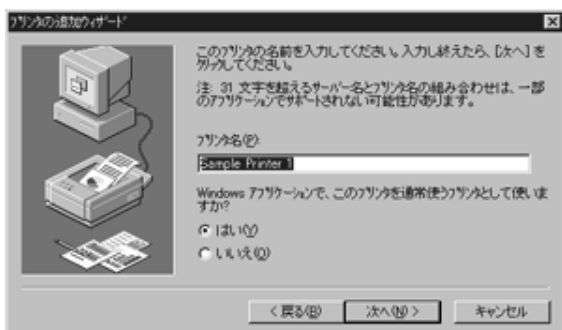 プリンタの追加ウィザード
このプリンタの名前を入力してください。入力し終えたら、[次へ] を
クリックしてください。
注: 31 文字を超えるサーバー名とプリンタ名の組み合わせは、一部
のアプリケーションでサポートされない可能性があります。
プリンタ名(P):
Sample Printer 1
Windows アプリケーションで、このプリンタを通常使うプリンタとして使いま
すか?
はい(Y)
いいえ(O)
< 戻る(B)
次へ(N) >
キャンセル